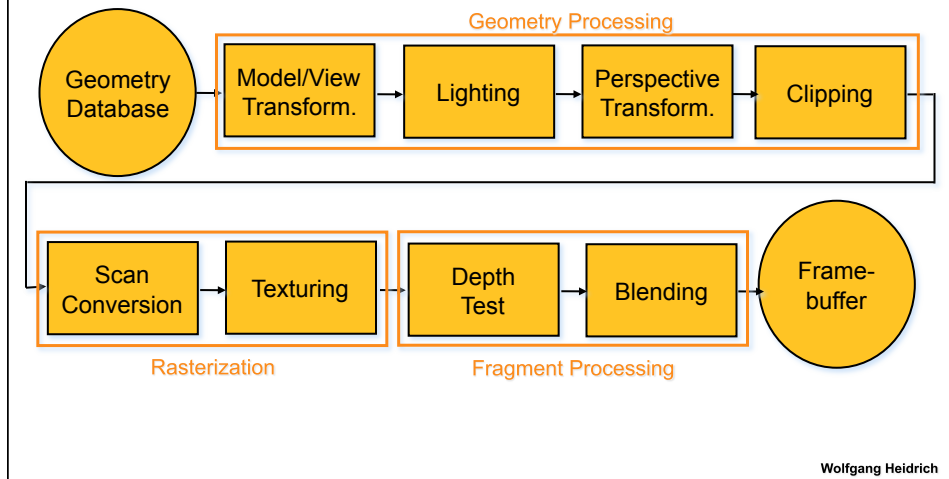 Geometry Processing
Geometry
Database
Model/View
Transform.
Lighting
Perspective
Transform.
Clipping
Scan
Conversion
Texturing
Depth
Test
Blending
Frame-
buffer
Rasterization
Fragment Processing
Wolfgang Heidrich